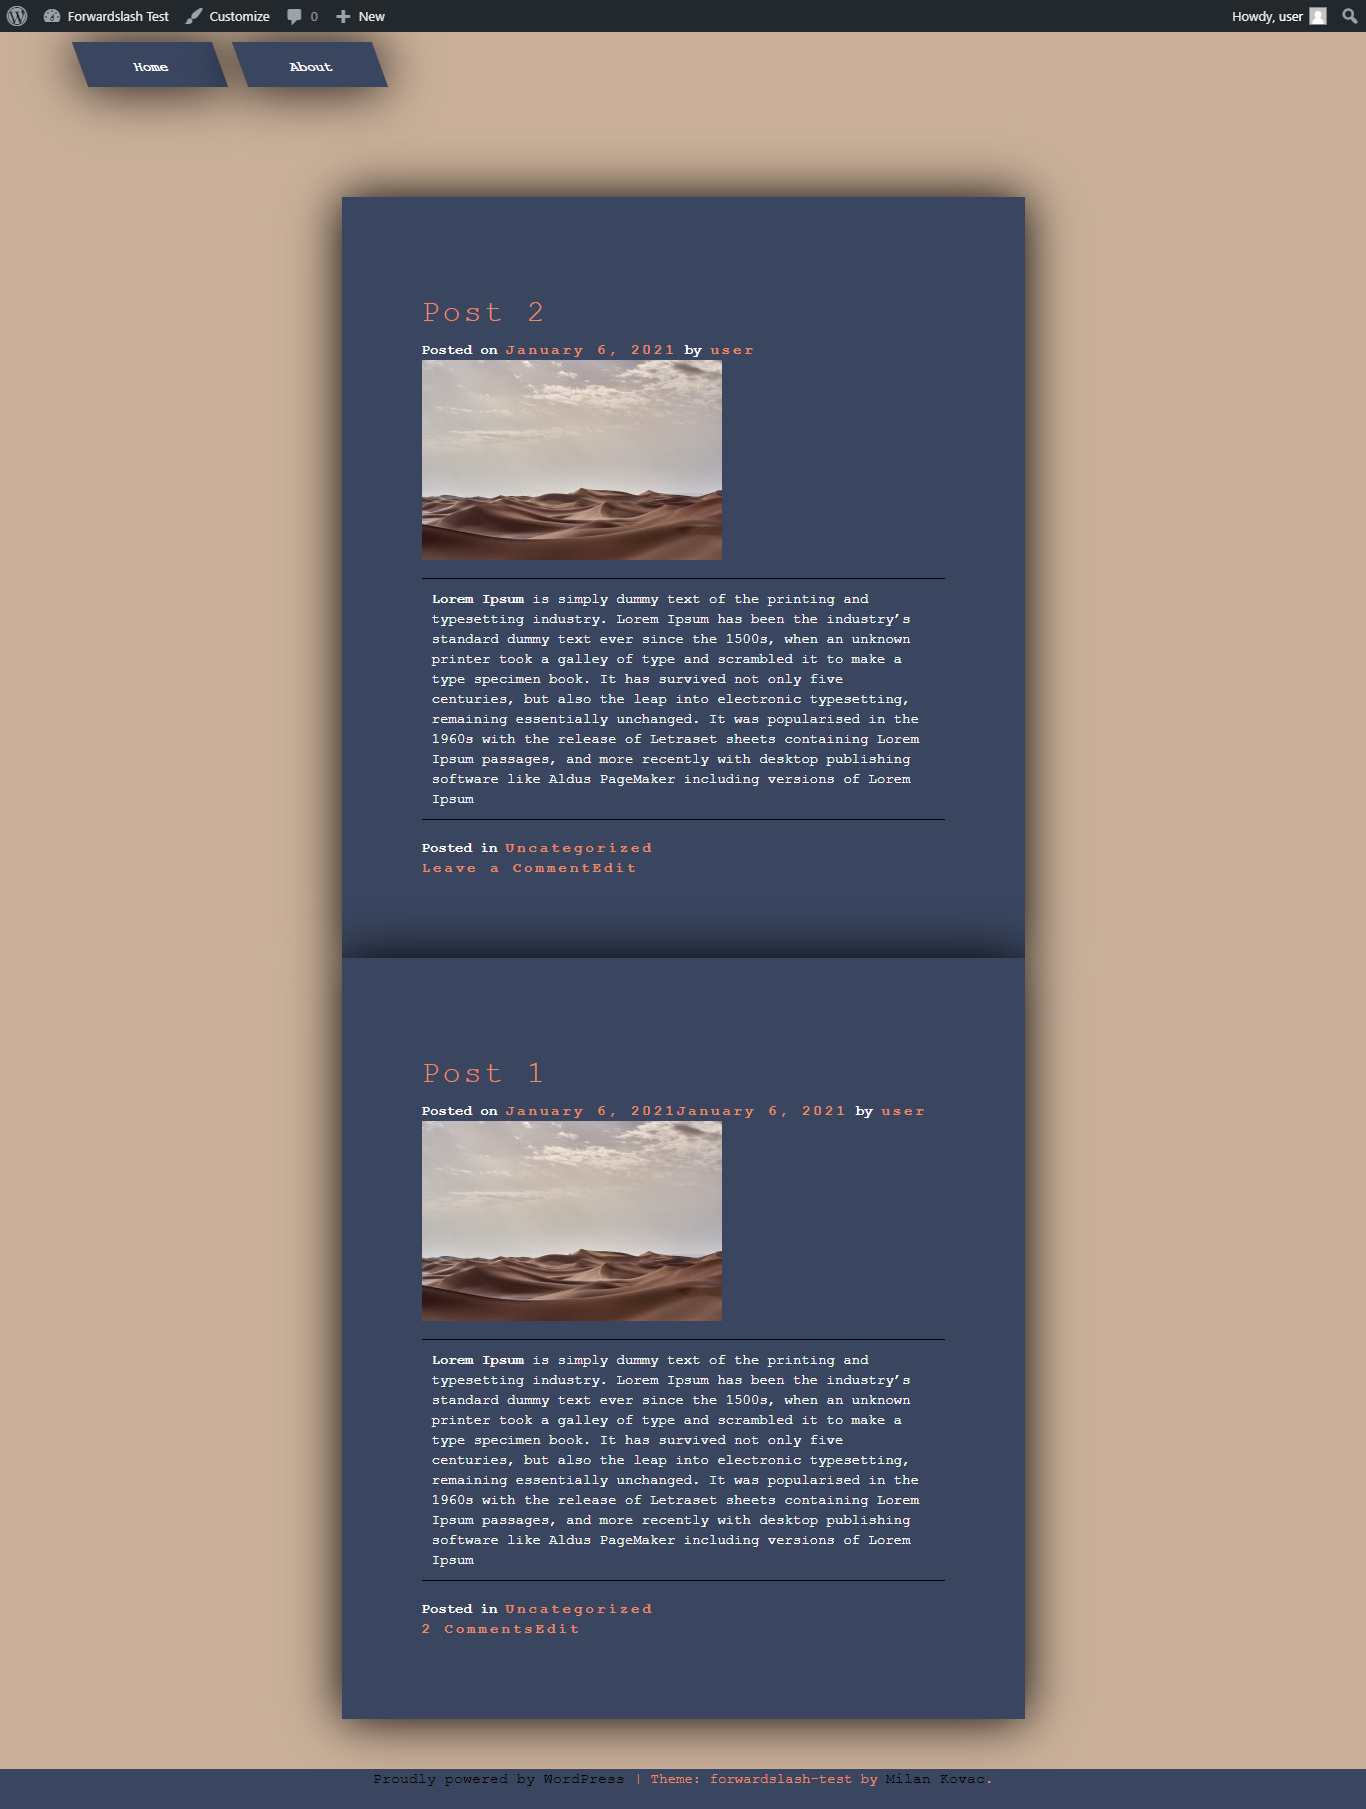 Forwardslash Test Customize 0 New Howdy, user
Home About
Post 2
Posted on January 6, 2021 by user
Lorem Ipsum is simply dummy text of the printing and
typesetting industry. Lorem Ipsum has been the industry’s
standard dummy text ever since the 1500s, when an unknown
printer took a galley of type and scrambled it to make a
type specimen book. It has survived not only five
centuries, but also the leap into electronic typesetting,
remaining essentially unchanged. It was popularised in the
1960s with the release of Letraset sheets containing Lorem
Ipsum passages, and more recently with desktop publishing
software like Aldus PageMaker including versions of Lorem
Ipsum
Posted in Uncategorized
Leave a CommentEdit
Post 1
Posted on January 6, 2021January 6, 2021 by user
Lorem Ipsum is simply dummy text of the printing and
typesetting industry. Lorem Ipsum has been the industry’s
standard dummy text ever since the 1500s, when an unknown
printer took a galley of type and scrambled it to make a
type specimen book. It has survived not only five
centuries, but also the leap into electronic typesetting,
remaining essentially unchanged. It was popularised in the
1960s with the release of Letraset sheets containing Lorem
Ipsum passages, and more recently with desktop publishing
software like Aldus PageMaker including versions of Lorem
Ipsum
Posted in Uncategorized
2 CommentsEdit
Proudly powered by WordPress | Theme: forwardslash-test by Milan Kovac.